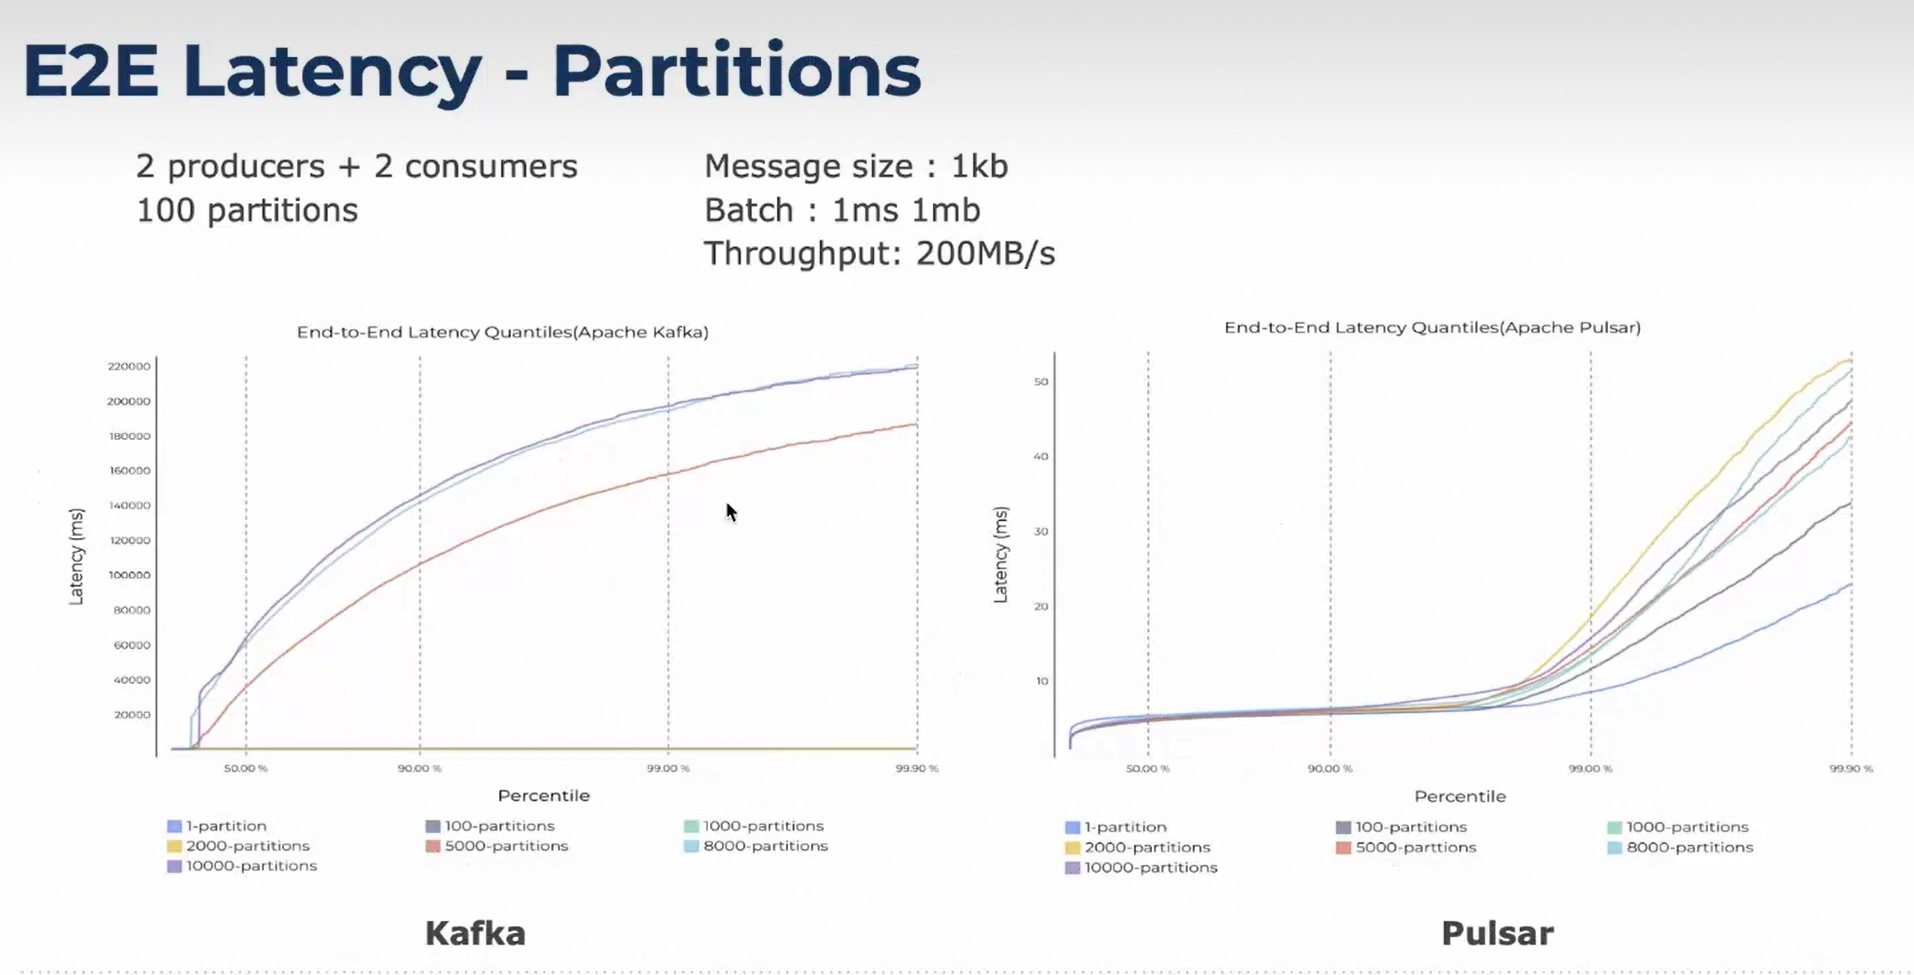 E2E Latency - Partitions
2 producers + 2 consumers
100 partitions
Message size : 1kb
Batch : 1ms 1mb
Throughput: 200MB/s
End-to-End Latency Quantiles(Apache Kafka)
Latency (ms)
220000
200000
180000
160000
140000
120000
100000
80000
60000
40000
20000
50.00 % 90.00 % 99.00 % 99.90 %
Percentile
1-partition 100-partitions 1000-partitions
2000-partitions 5000-partitions 8000-partitions
10000-partitions
Kafka
End-to-End Latency Quantiles(Apache Pulsar)
Latency (ms)
50
40
30
20
10
50.00 % 90.00 % 99.00 % 99.90 %
Percentile
1-partition 100-partitions 1000-partitions
2000-partitions 5000-parttions 8000-partitions
10000-partitions
Pulsar